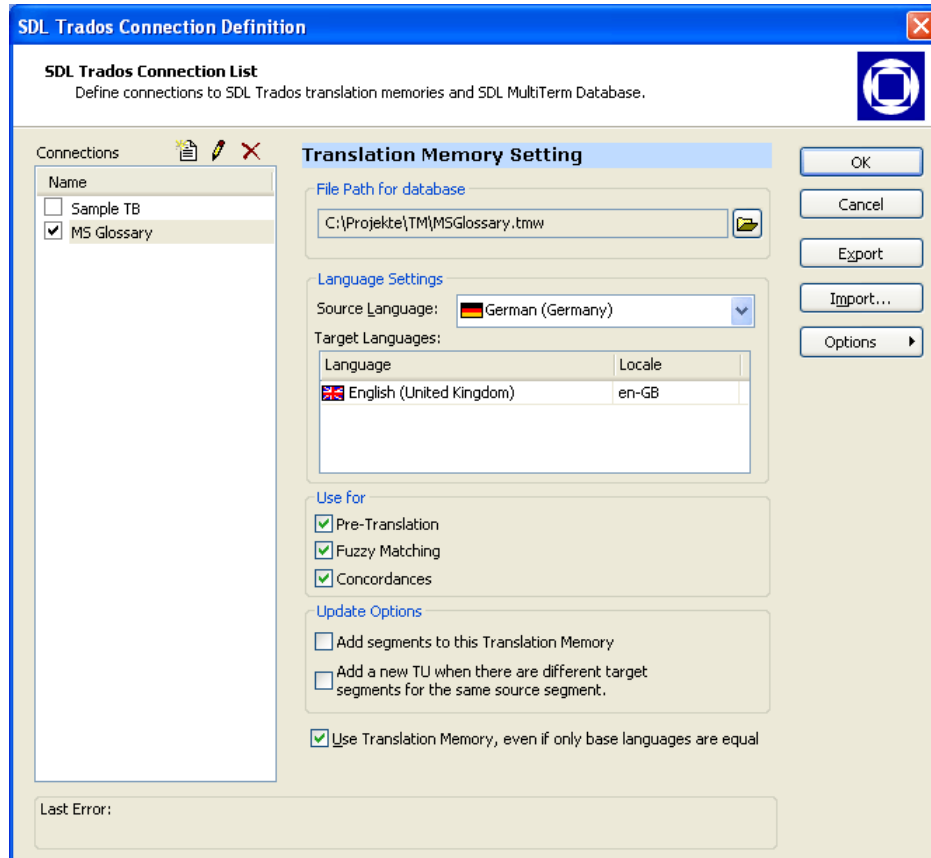 SDL Trados Connection Definition
SDL Trados Connection List
Define connections to SDL Trados translation memories and SDL MultiTerm Database.
Connections
Name
Sample TB
MS Glossary
Translation Memory Setting
File Path for database
C:\Projekte\TM\MSGlossary.tmw
Language Settings
Source Language:
German (Germany)
Target Languages:
Language Locale
English (United Kingdom) en-GB
Use for
Pre-Translation
Fuzzy Matching
Concordances
Update Options
Add segments to this Translation Memory
Add a new TU when there are different target
segments for the same source segment.
Use Translation Memory, even if only base languages are equal
OK
Cancel
Export
Import...
Options
Last Error: